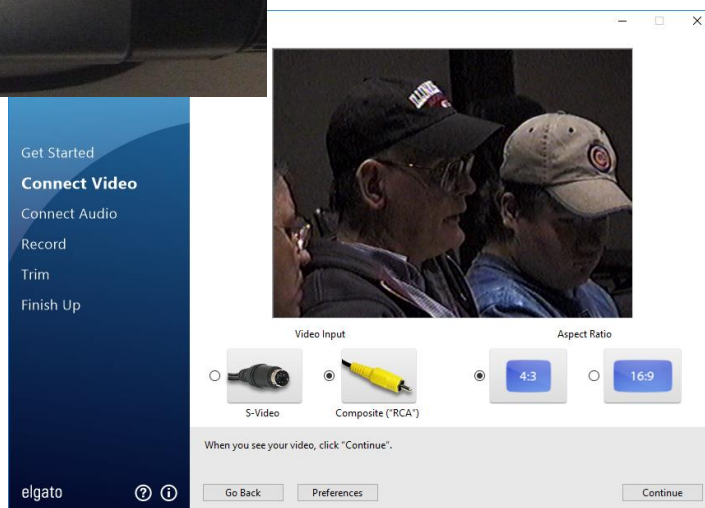 Get Started
Connect Video
Connect Audio
Record
Trim
Finish Up
elgato
Video Input
Aspect Ratio
4:3
16:9
S-Video
Composite ("RCA")
When you see your video, click "Continue".
Go Back
Preferences
Continue